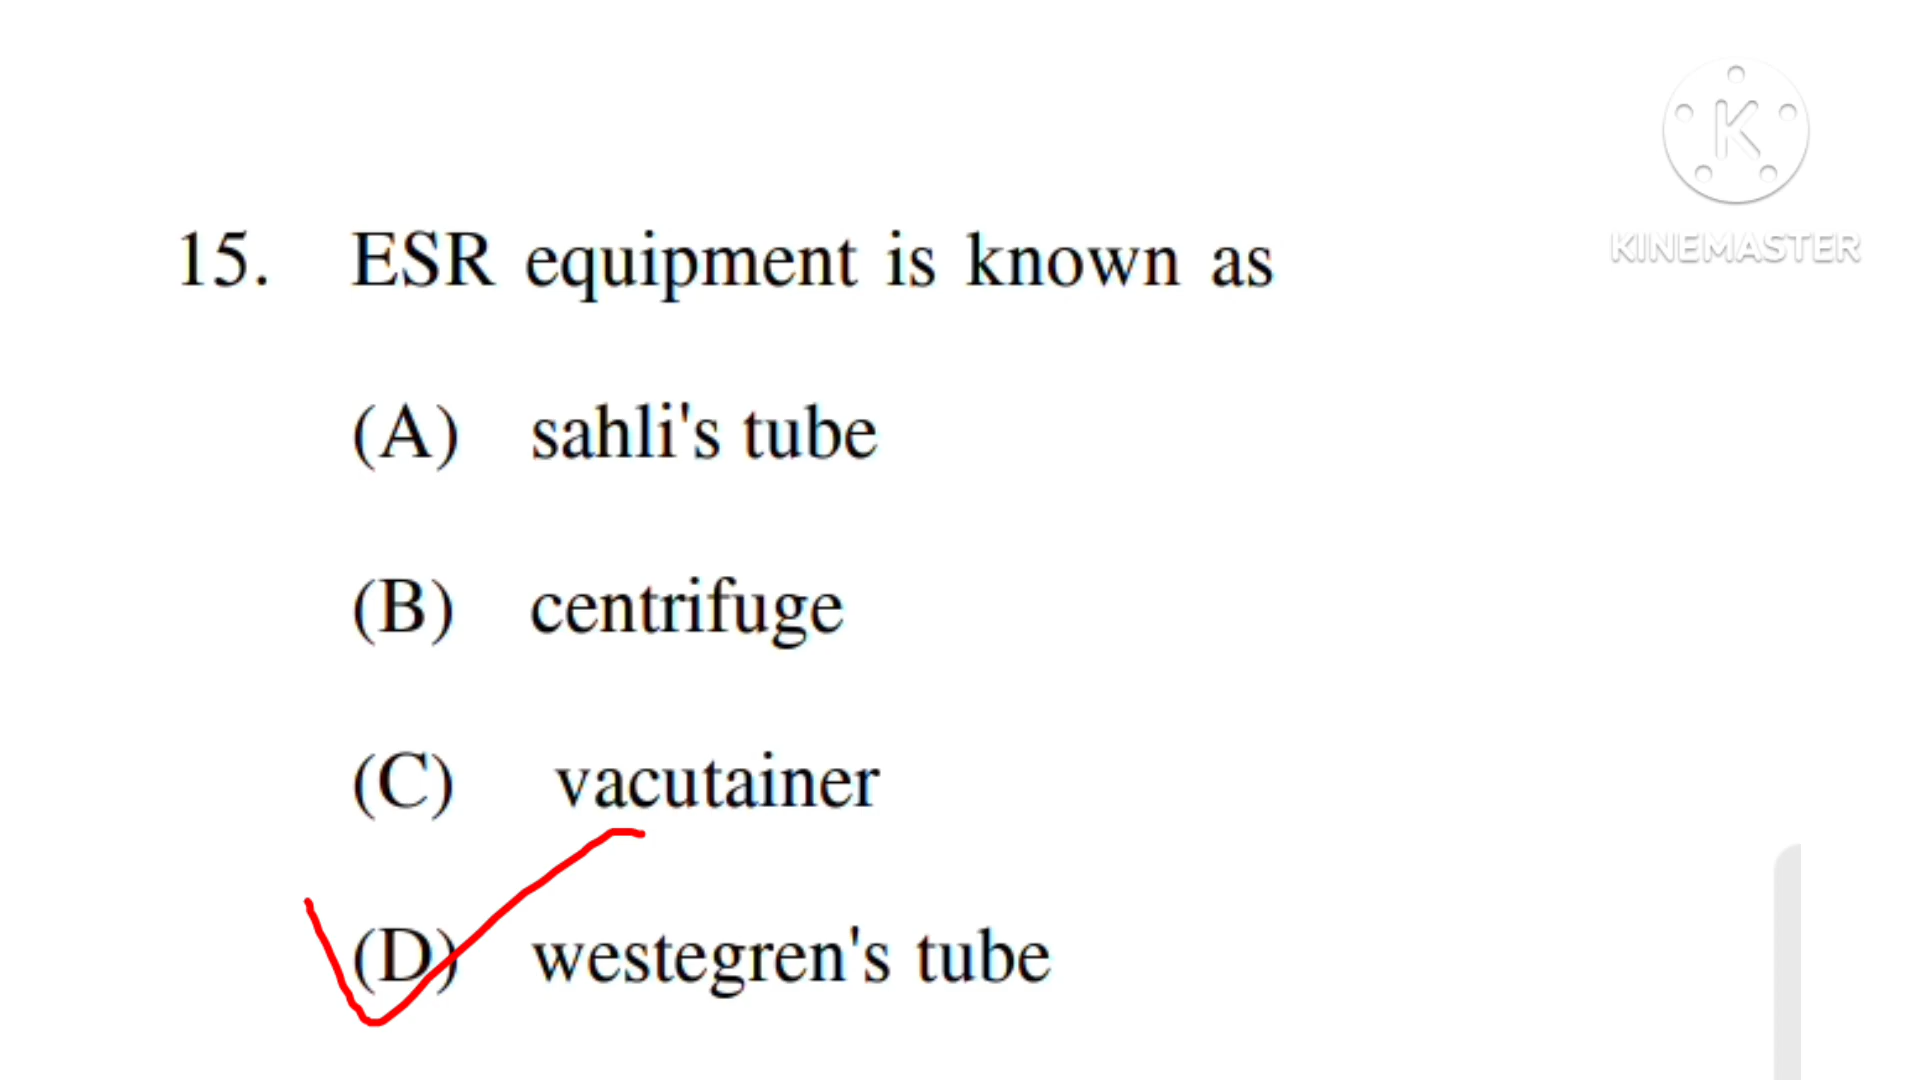 K
KINEMASTER
15. ESR equipment is known as
(A) sahli's tube
(B) centrifuge
(C) vacutainer
(D) westegren's tube